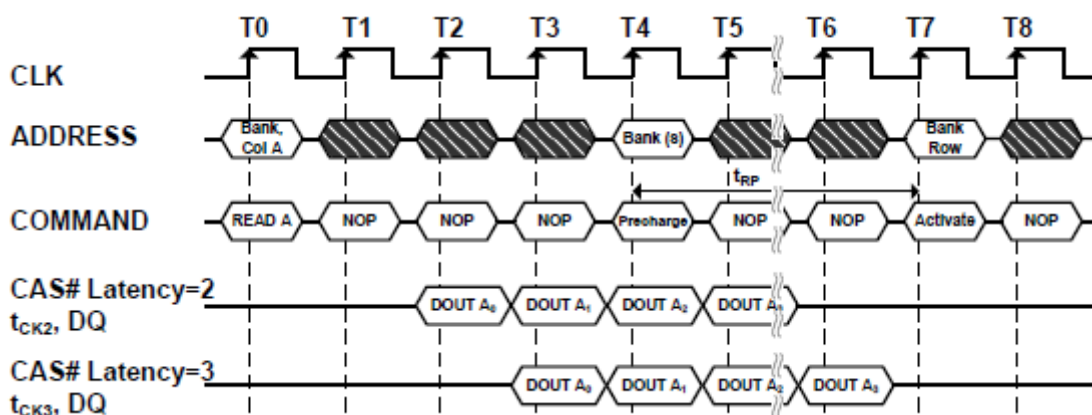 T0 T1 T2 T3 T4 T5 T6 T7 T8
CLK
ADDRESS Bank, Col A Bank (s) Bank Row
tRP
COMMAND READ A NOP NOP NOP Precharge NOP NOP Activate NOP
CAS# Latency=2
tCK2, DQ DOUT A0 DOUT A1 DOUT A2 DOUT A3
CAS# Latency=3
tCK3, DQ DOUT A0 DOUT A1 DOUT A2 DOUT A3